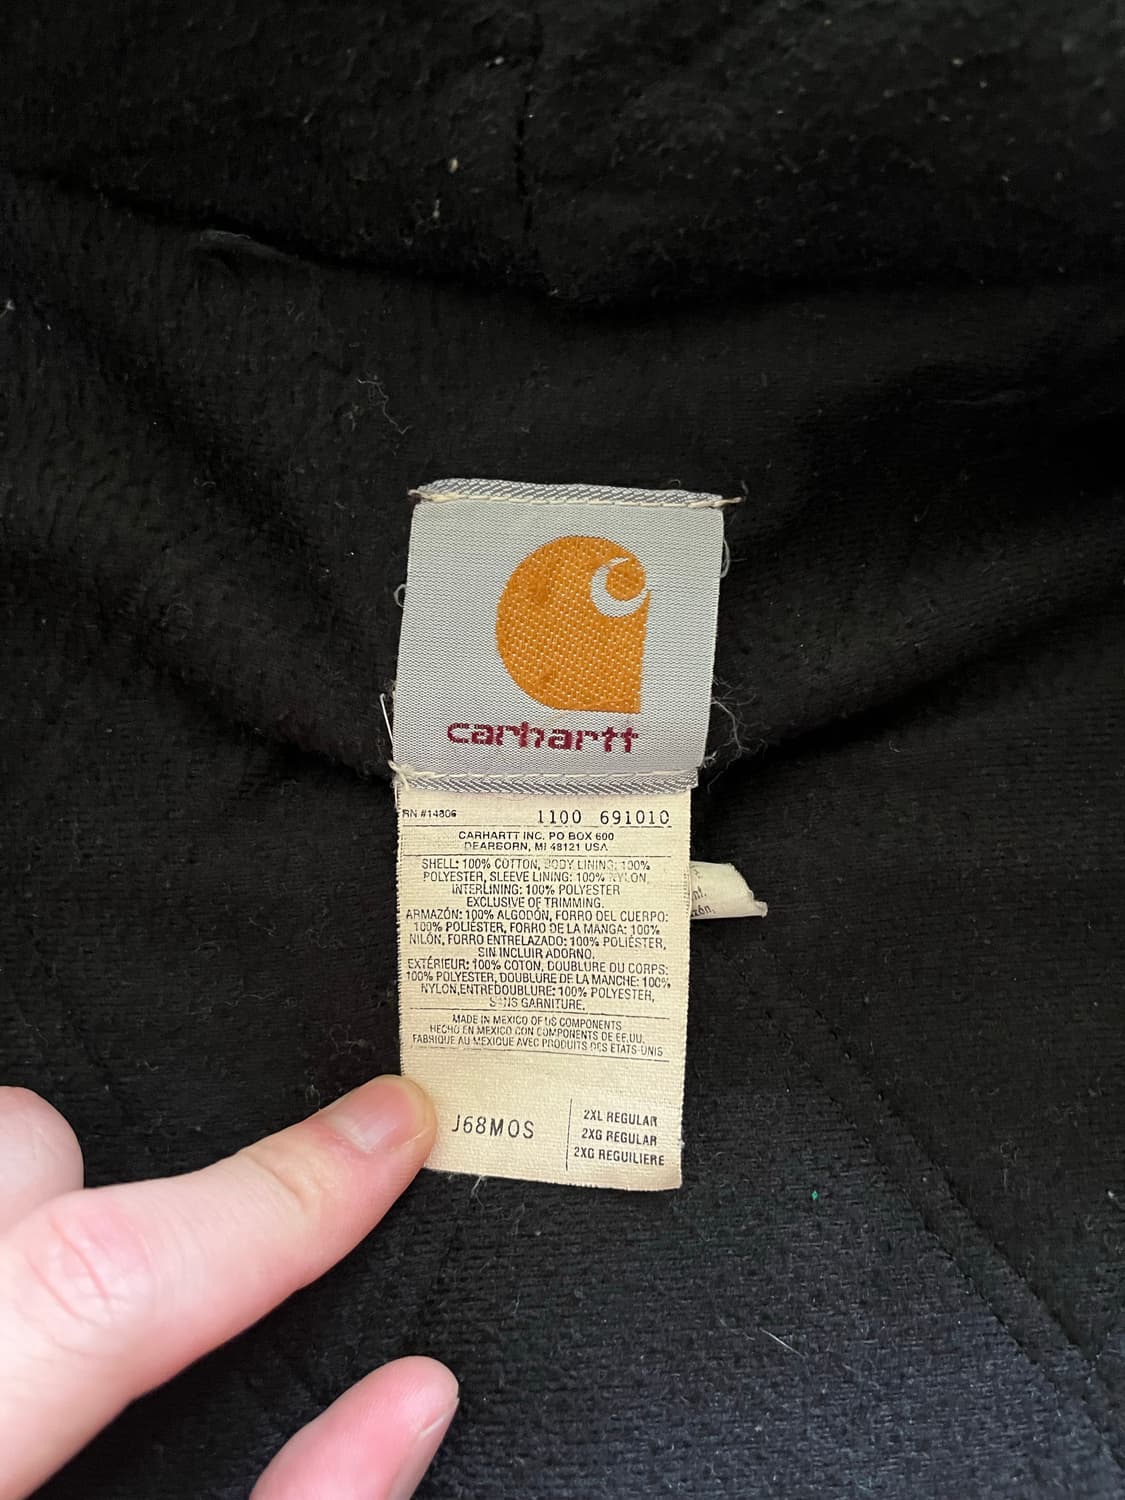 carhartt
RN #14806
1100 691010
CARHARTT INC. PO BOX 600
DEARBORN, MI 48121 USA
SHELL: 100% COTTON, BODY LINING: 100%
POLYESTER, SLEEVE LINING: 100% NYLON,
INTERLINING: 100% POLYESTER
EXCLUSIVE OF TRIMMING.
ARMAZÓN: 100% ALGODÓN, FORRO DEL CUERPO:
100% POLIÉSTER, FORRO DE LA MANGA: 100%
NILÓN, FORRO ENTRELAZADO: 100% POLIÉSTER,
SIN INCLUIR ADORNO.
EXTÉRIEUR: 100% COTON, DOUBLURE DU CORPS:
100% POLYESTER, DOUBLURE DE LA MANCHE: 100%
NYLON,ENTREDOUBLURE: 100% POLYESTER,
SANS GARNITURE.
MADE IN MEXICO OF US COMPONENTS
HECHO EN MEXICO CON COMPONENTS DE EE.UU.
FABRIQUE AU MEXIQUE AVEC PRODUITS DES ETATS-UNIS
J68MOS
2XL REGULAR
2XG REGULAR
2XG REGUILIERE